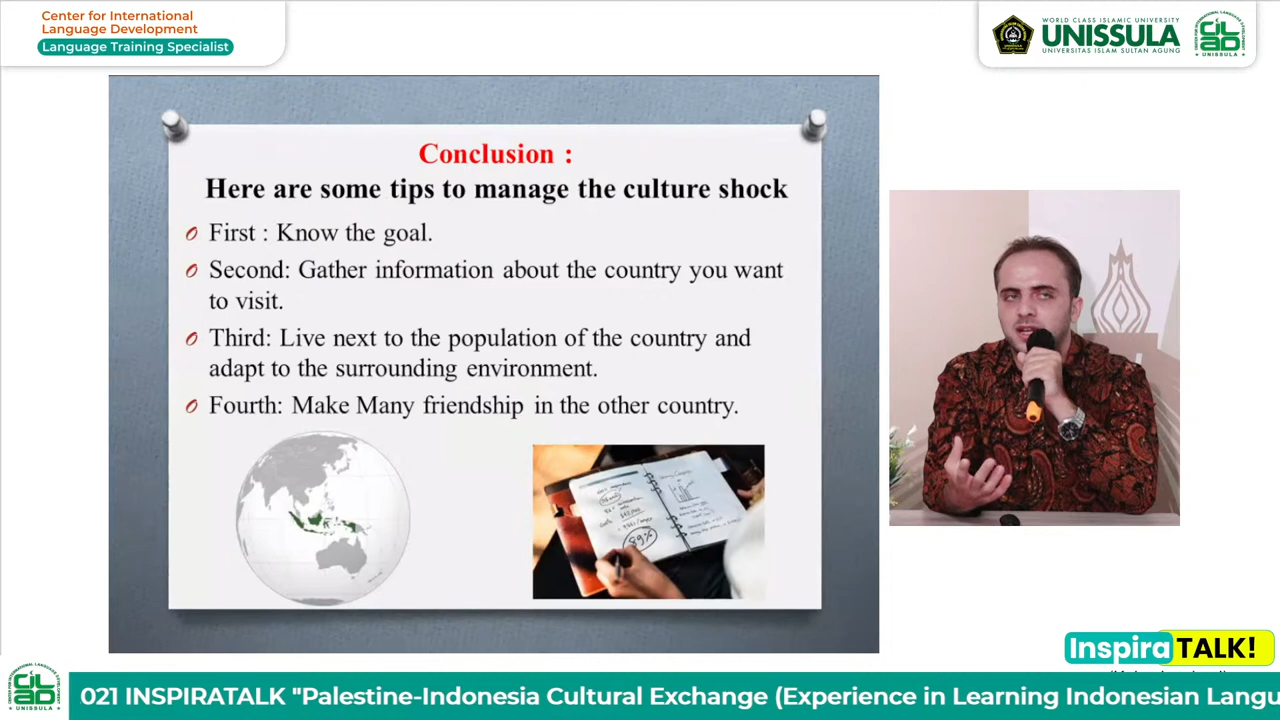 Center for International
Language Development
Language Training Specialist
WORLD CLASS ISLAMIC UNIVERSITY
UNISSULA
UNIVERSITAS ISLAM SULTAN AGUNG
UNISSULA
Conclusion :
Here are some tips to manage the culture shock
First : Know the goal.
Second: Gather information about the country you want
to visit.
Third: Live next to the population of the country and
adapt to the surrounding environment.
Fourth: Make Many friendship in the other country.
89%
InspiraTALK!
UNISSULA
021 INSPIRATALK "Palestine-Indonesia Cultural Exchange (Experience in Learning Indonesian Langu